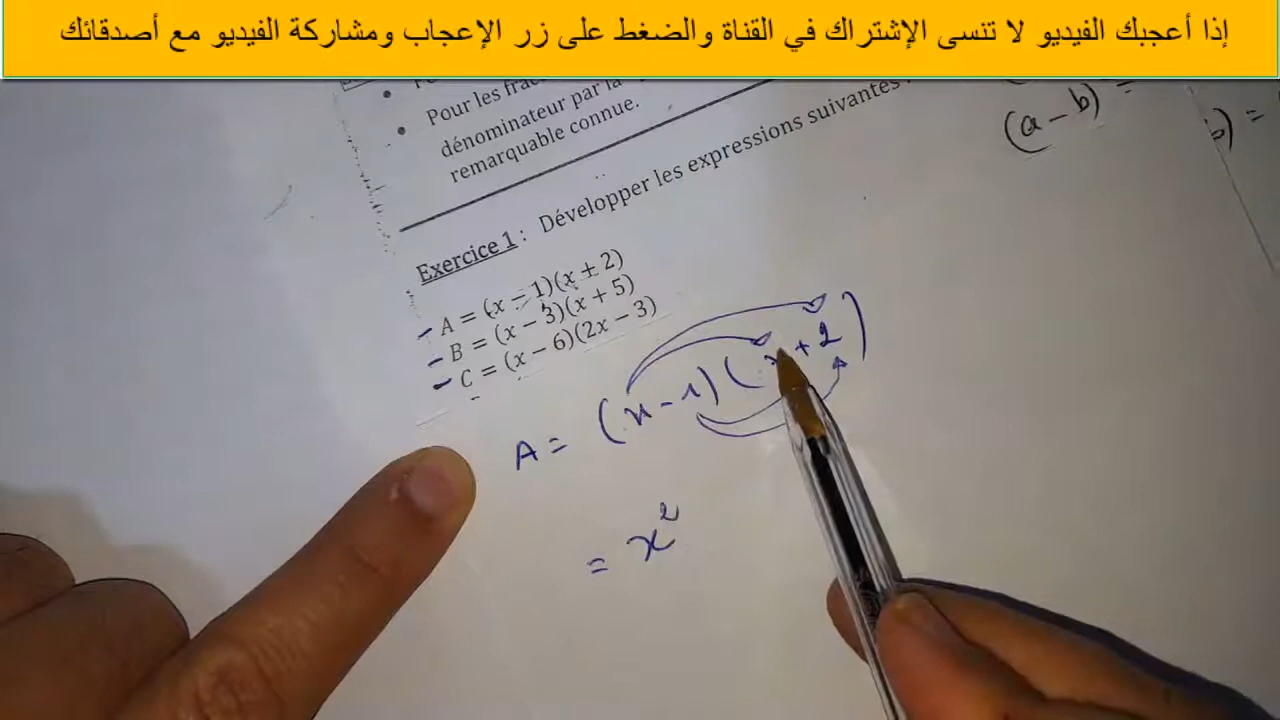 إذا أعجبك الفيديو لا تنسى الإشتراك في القناة والضغط على زر الإعجاب ومشاركة الفيديو مع أصدقائك
Pour les
dénominateur par la
remarquable connue.
Exercice 1 : Développer les expressions suivantes :
A = (x − 1)(x + 2)
B = (x − 3)(x + 5)
C = (x − 6)(2x − 3)
(a - b) =
b) =
A = (x - 1)(x + 2)
= x²